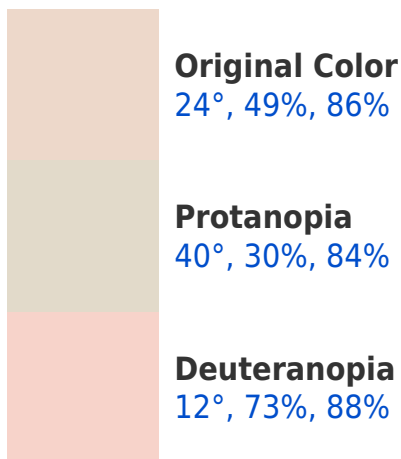 Original Color
24°, 49%, 86%
Protanopia
40°, 30%, 84%
Deuteranopia
12°, 73%, 88%